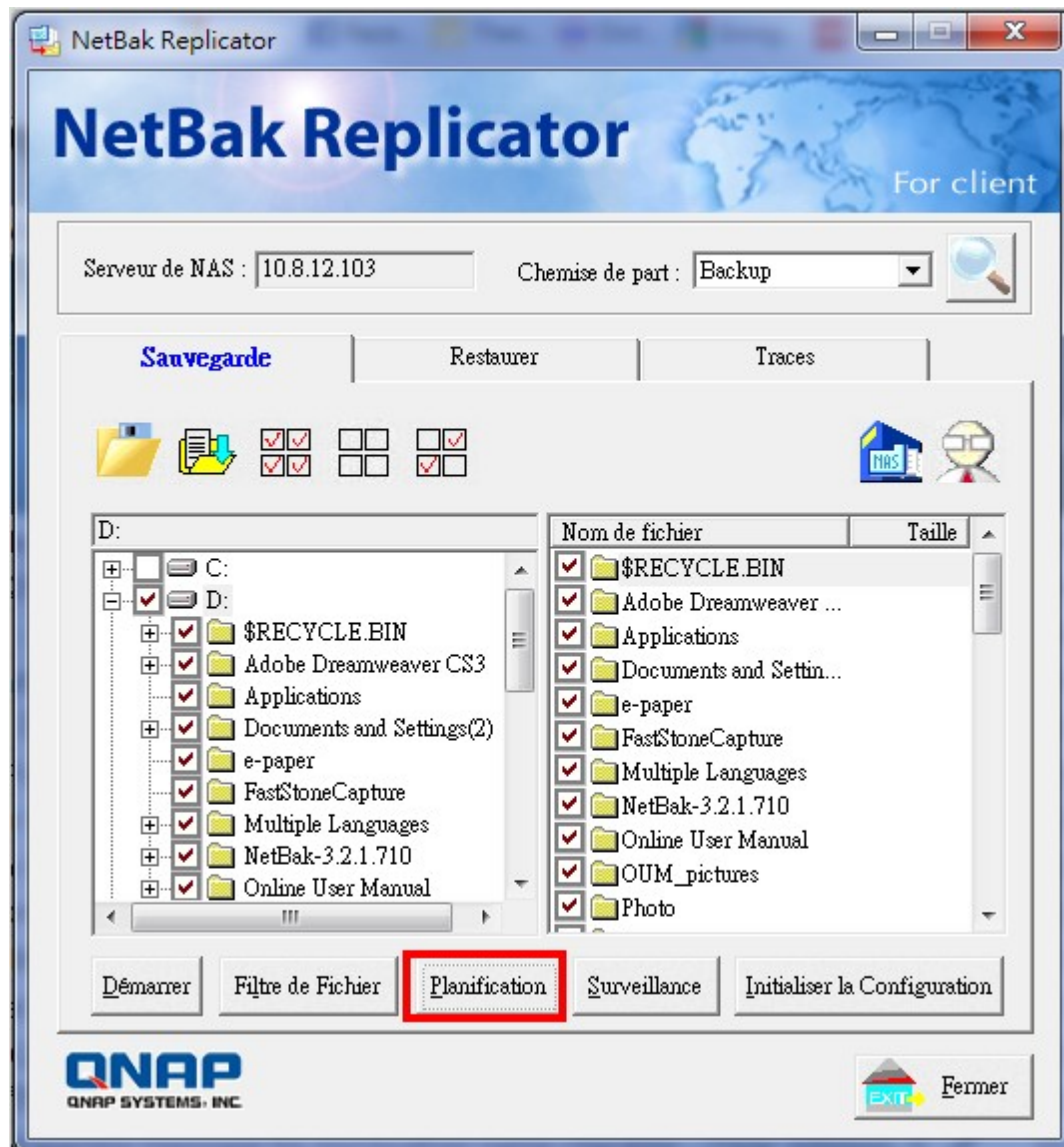 NetBak Replicator
NetBak Replicator
For client
Serveur de NAS : 10.8.12.103 Chemise de part : Backup
Sauvegarde Restaurer Traces
NAS
D:
C:
D:
$RECYCLE.BIN
Adobe Dreamweaver CS3
Applications
Documents and Settings(2)
e-paper
FastStoneCapture
Multiple Languages
NetBak-3.2.1.710
Online User Manual
Nom de fichier Taille
$RECYCLE.BIN
Adobe Dreamweaver ...
Applications
Documents and Settin...
e-paper
FastStoneCapture
Multiple Languages
NetBak-3.2.1.710
Online User Manual
OUM_pictures
Photo
Démarrer Filtre de Fichier Planification Surveillance Initialiser la Configuration
QNAP
QNAP SYSTEMS, INC.
EXIT Fermer